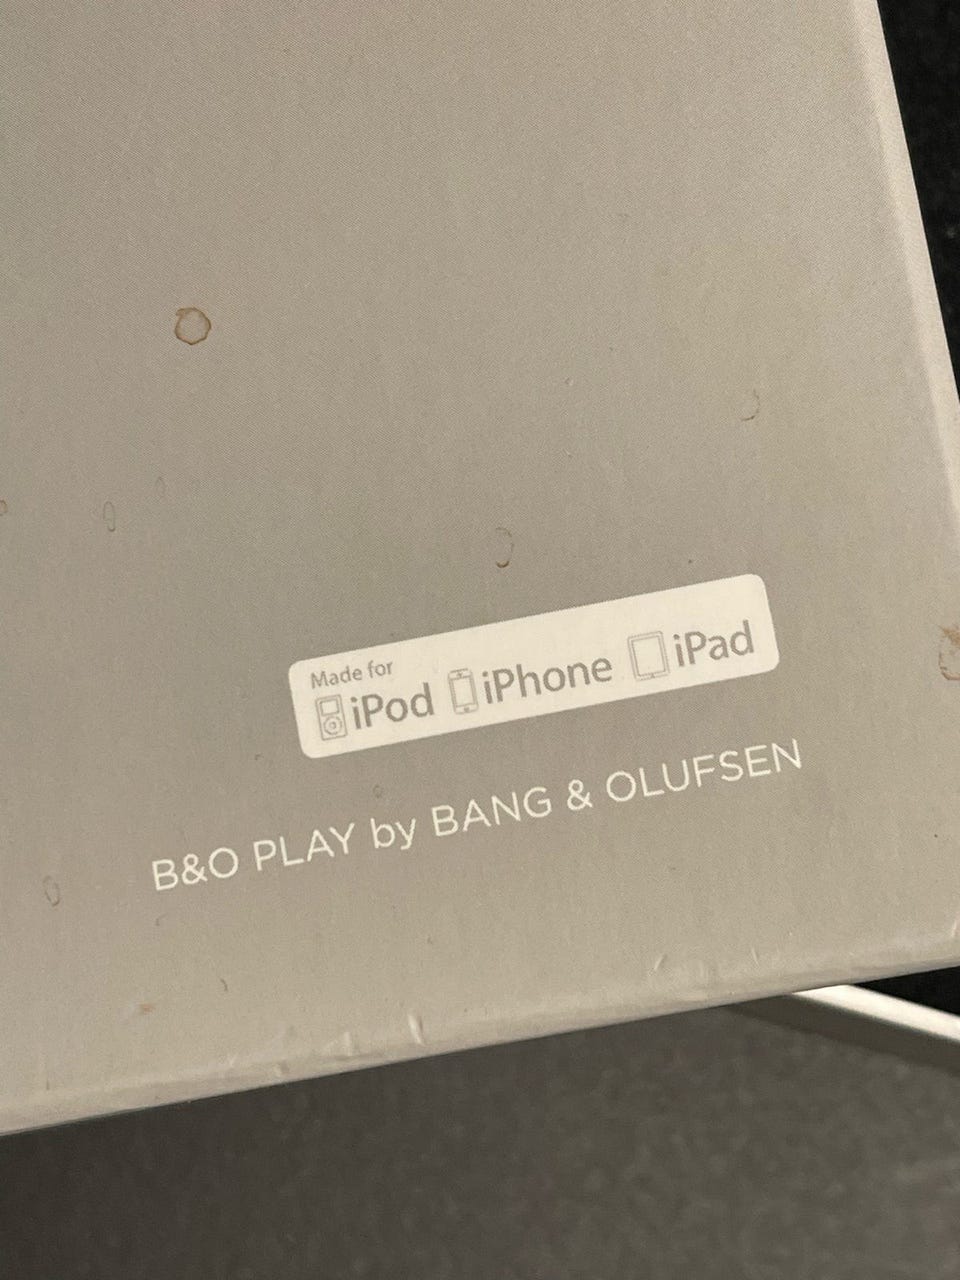 Made for
iPod iPhone iPad
B&O PLAY by BANG & OLUFSEN